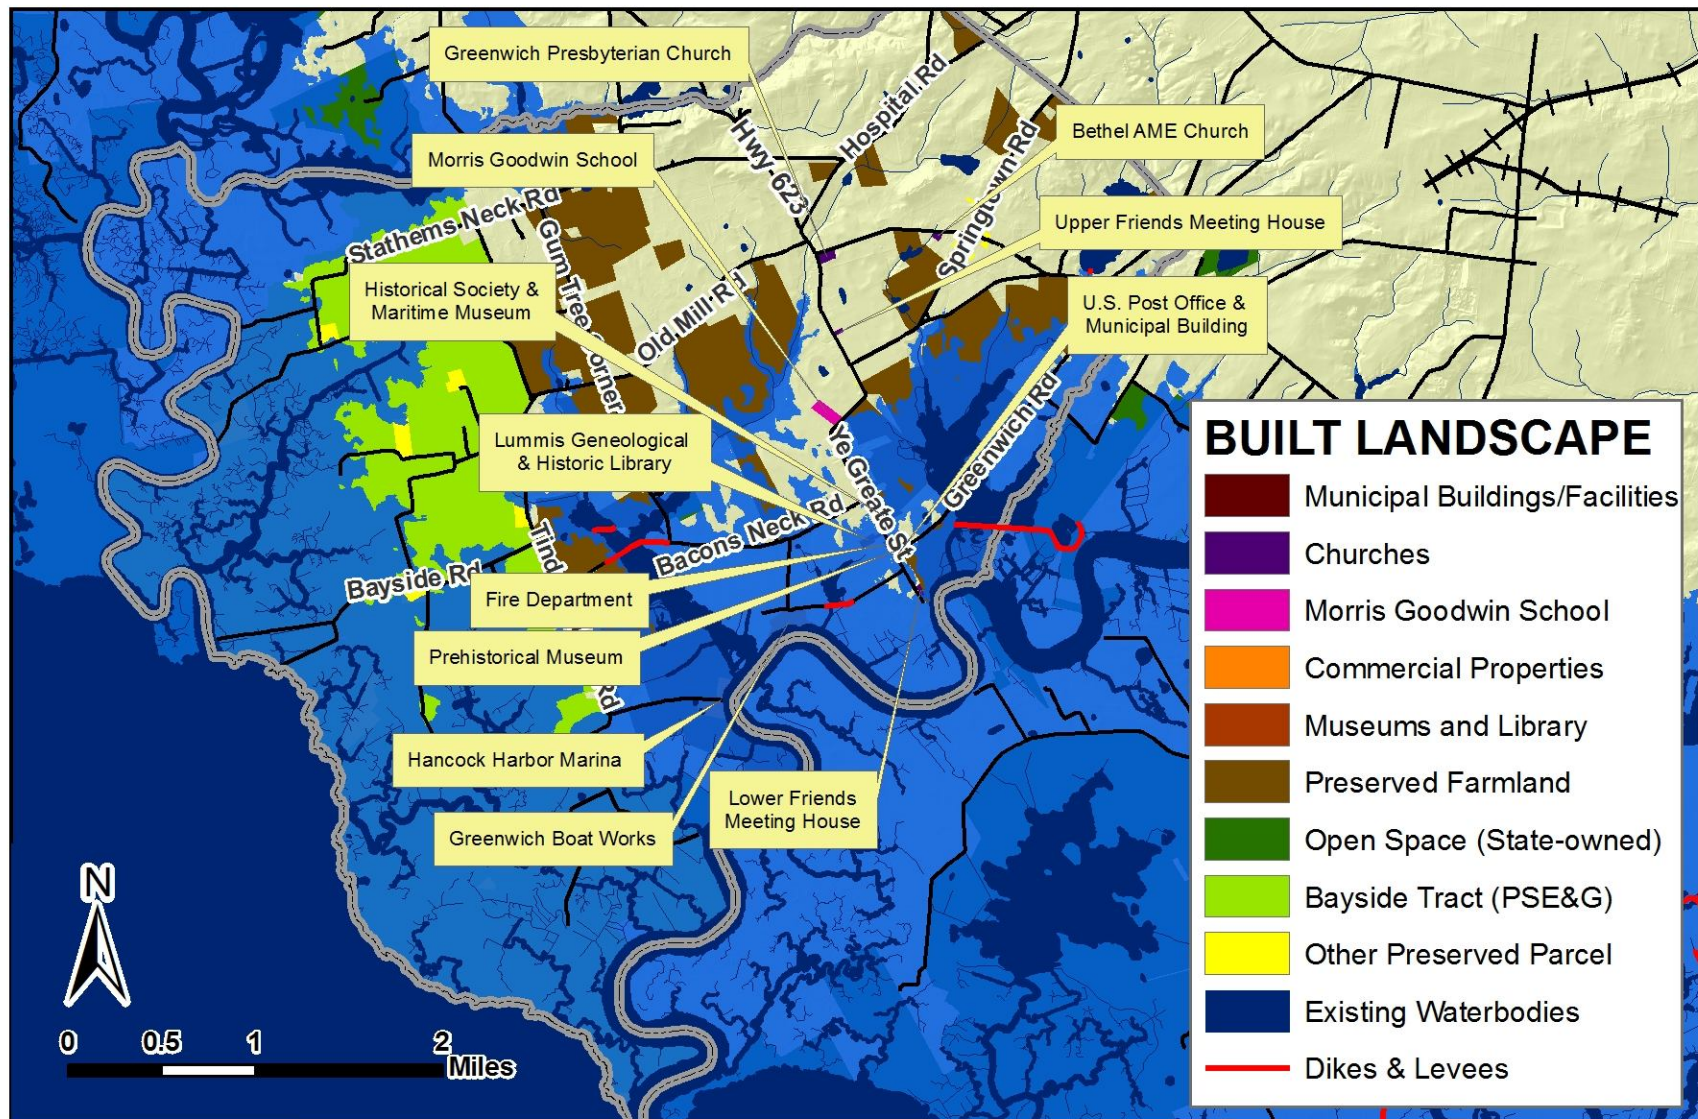 Greenwich Presbyterian Church
Hospital Rd
Hwy 623
Bethel AME Church
Morris Goodwin School
Springtown Rd
Stathems Neck Rd
Upper Friends Meeting House
Gum Tree Corner
Historical Society &
Maritime Museum
Old Mill Rd
U.S. Post Office &
Municipal Building
Greenwich Rd
Lummis Geneological
& Historic Library
Ye Greate St
Bacons Neck Rd
Tind
Rd
Bayside Rd
Fire Department
Prehistorical Museum
Hancock Harbor Marina
Lower Friends
Meeting House
Greenwich Boat Works
N
0 0.5 1 2
Miles
BUILT LANDSCAPE
Municipal Buildings/Facilities
Churches
Morris Goodwin School
Commercial Properties
Museums and Library
Preserved Farmland
Open Space (State-owned)
Bayside Tract (PSE&G)
Other Preserved Parcel
Existing Waterbodies
Dikes & Levees